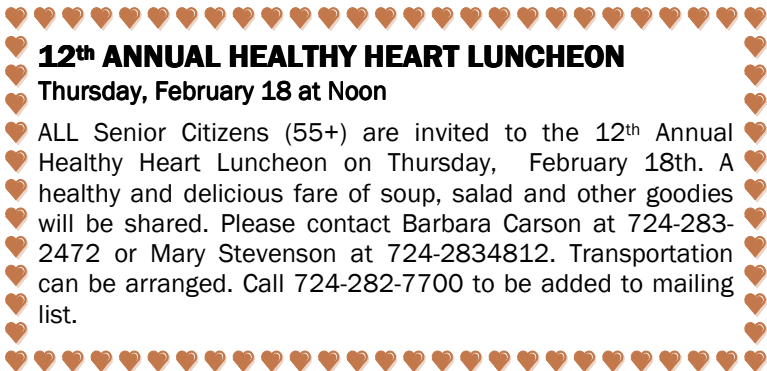 12th ANNUAL HEALTHY HEART LUNCHEON
Thursday, February 18 at Noon
ALL Senior Citizens (55+) are invited to the 12th Annual
Healthy Heart Luncheon on Thursday, February 18th. A
healthy and delicious fare of soup, salad and other goodies
will be shared. Please contact Barbara Carson at 724-283-
2472 or Mary Stevenson at 724-2834812. Transportation
can be arranged. Call 724-282-7700 to be added to mailing
list.